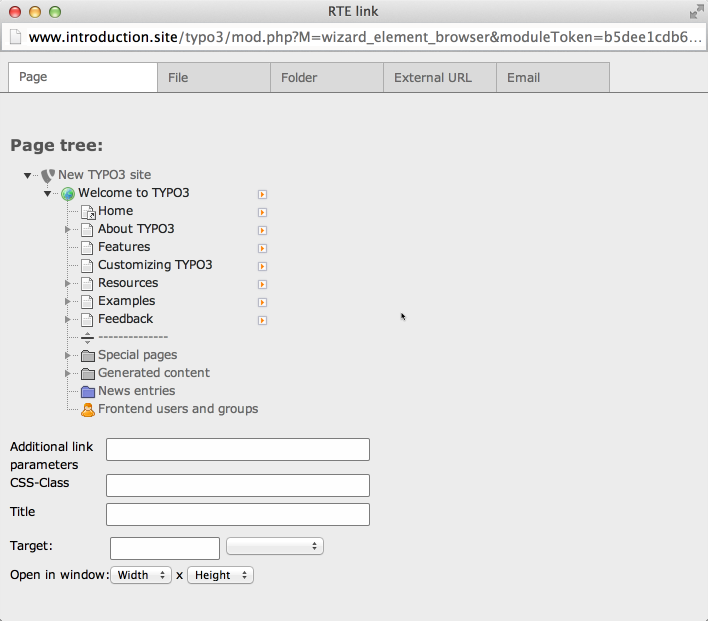 RTE link
www.introduction.site/typo3/mod.php?M=wizard_element_browser&moduleToken=b5dee1cdb6...
Page File Folder External URL Email
Page tree:
New TYPO3 site
Welcome to TYPO3
Home
About TYPO3
Features
Customizing TYPO3
Resources
Examples
Feedback
--------------
Special pages
Generated content
News entries
Frontend users and groups
Additional link
parameters
CSS-Class
Title
Target:
Open in window: Width x Height